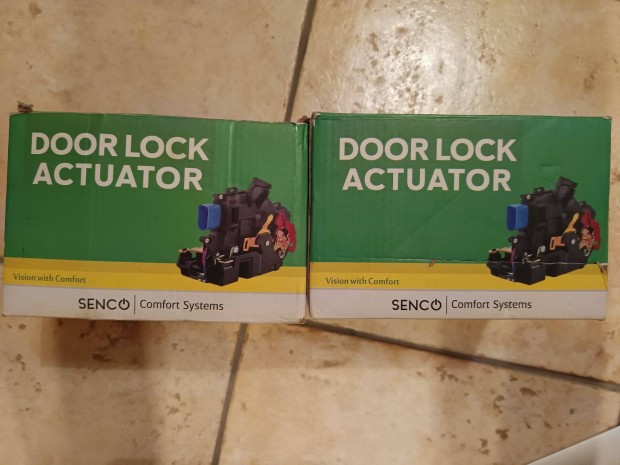 DOOR LOCK
ACTUATOR
Vision with Comfort
SENCO | Comfort Systems
DOOR LOCK
ACTUATOR
Vision with Comfort
SENCO | Comfort Systems